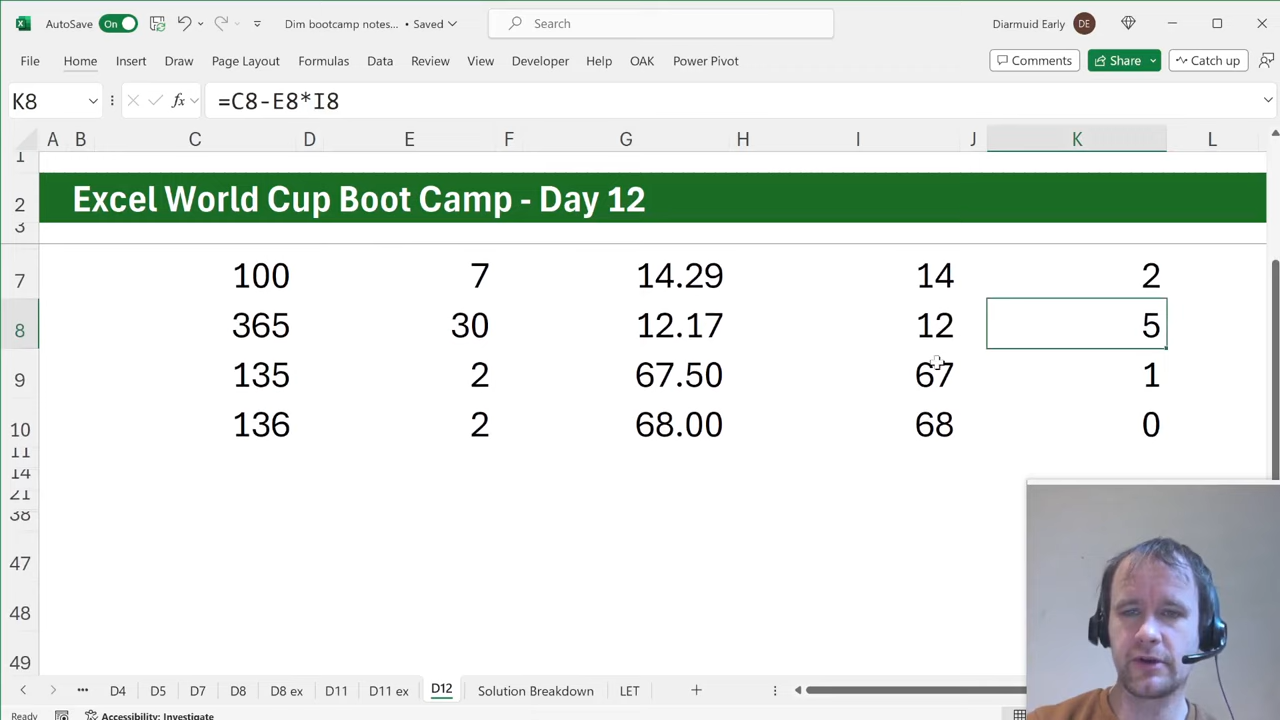 AutoSave On Dim bootcamp notes... • Saved Search Diarmuid Early DE
File Home Insert Draw Page Layout Formulas Data Review View Developer Help OAK Power Pivot Comments Share Catch up
K8 fx =C8-E8*I8
A B C D E F G H I J K L
1
2 Excel World Cup Boot Camp - Day 12
3
7 100 7 14.29 14 2
8 365 30 12.17 12 5
9 135 2 67.50 67 1
10 136 2 68.00 68 0
11
14
21
38
47
48
49
... D4 D5 D7 D8 D8 ex D11 D11 ex D12 Solution Breakdown LET
Ready Accessibility: Investigate